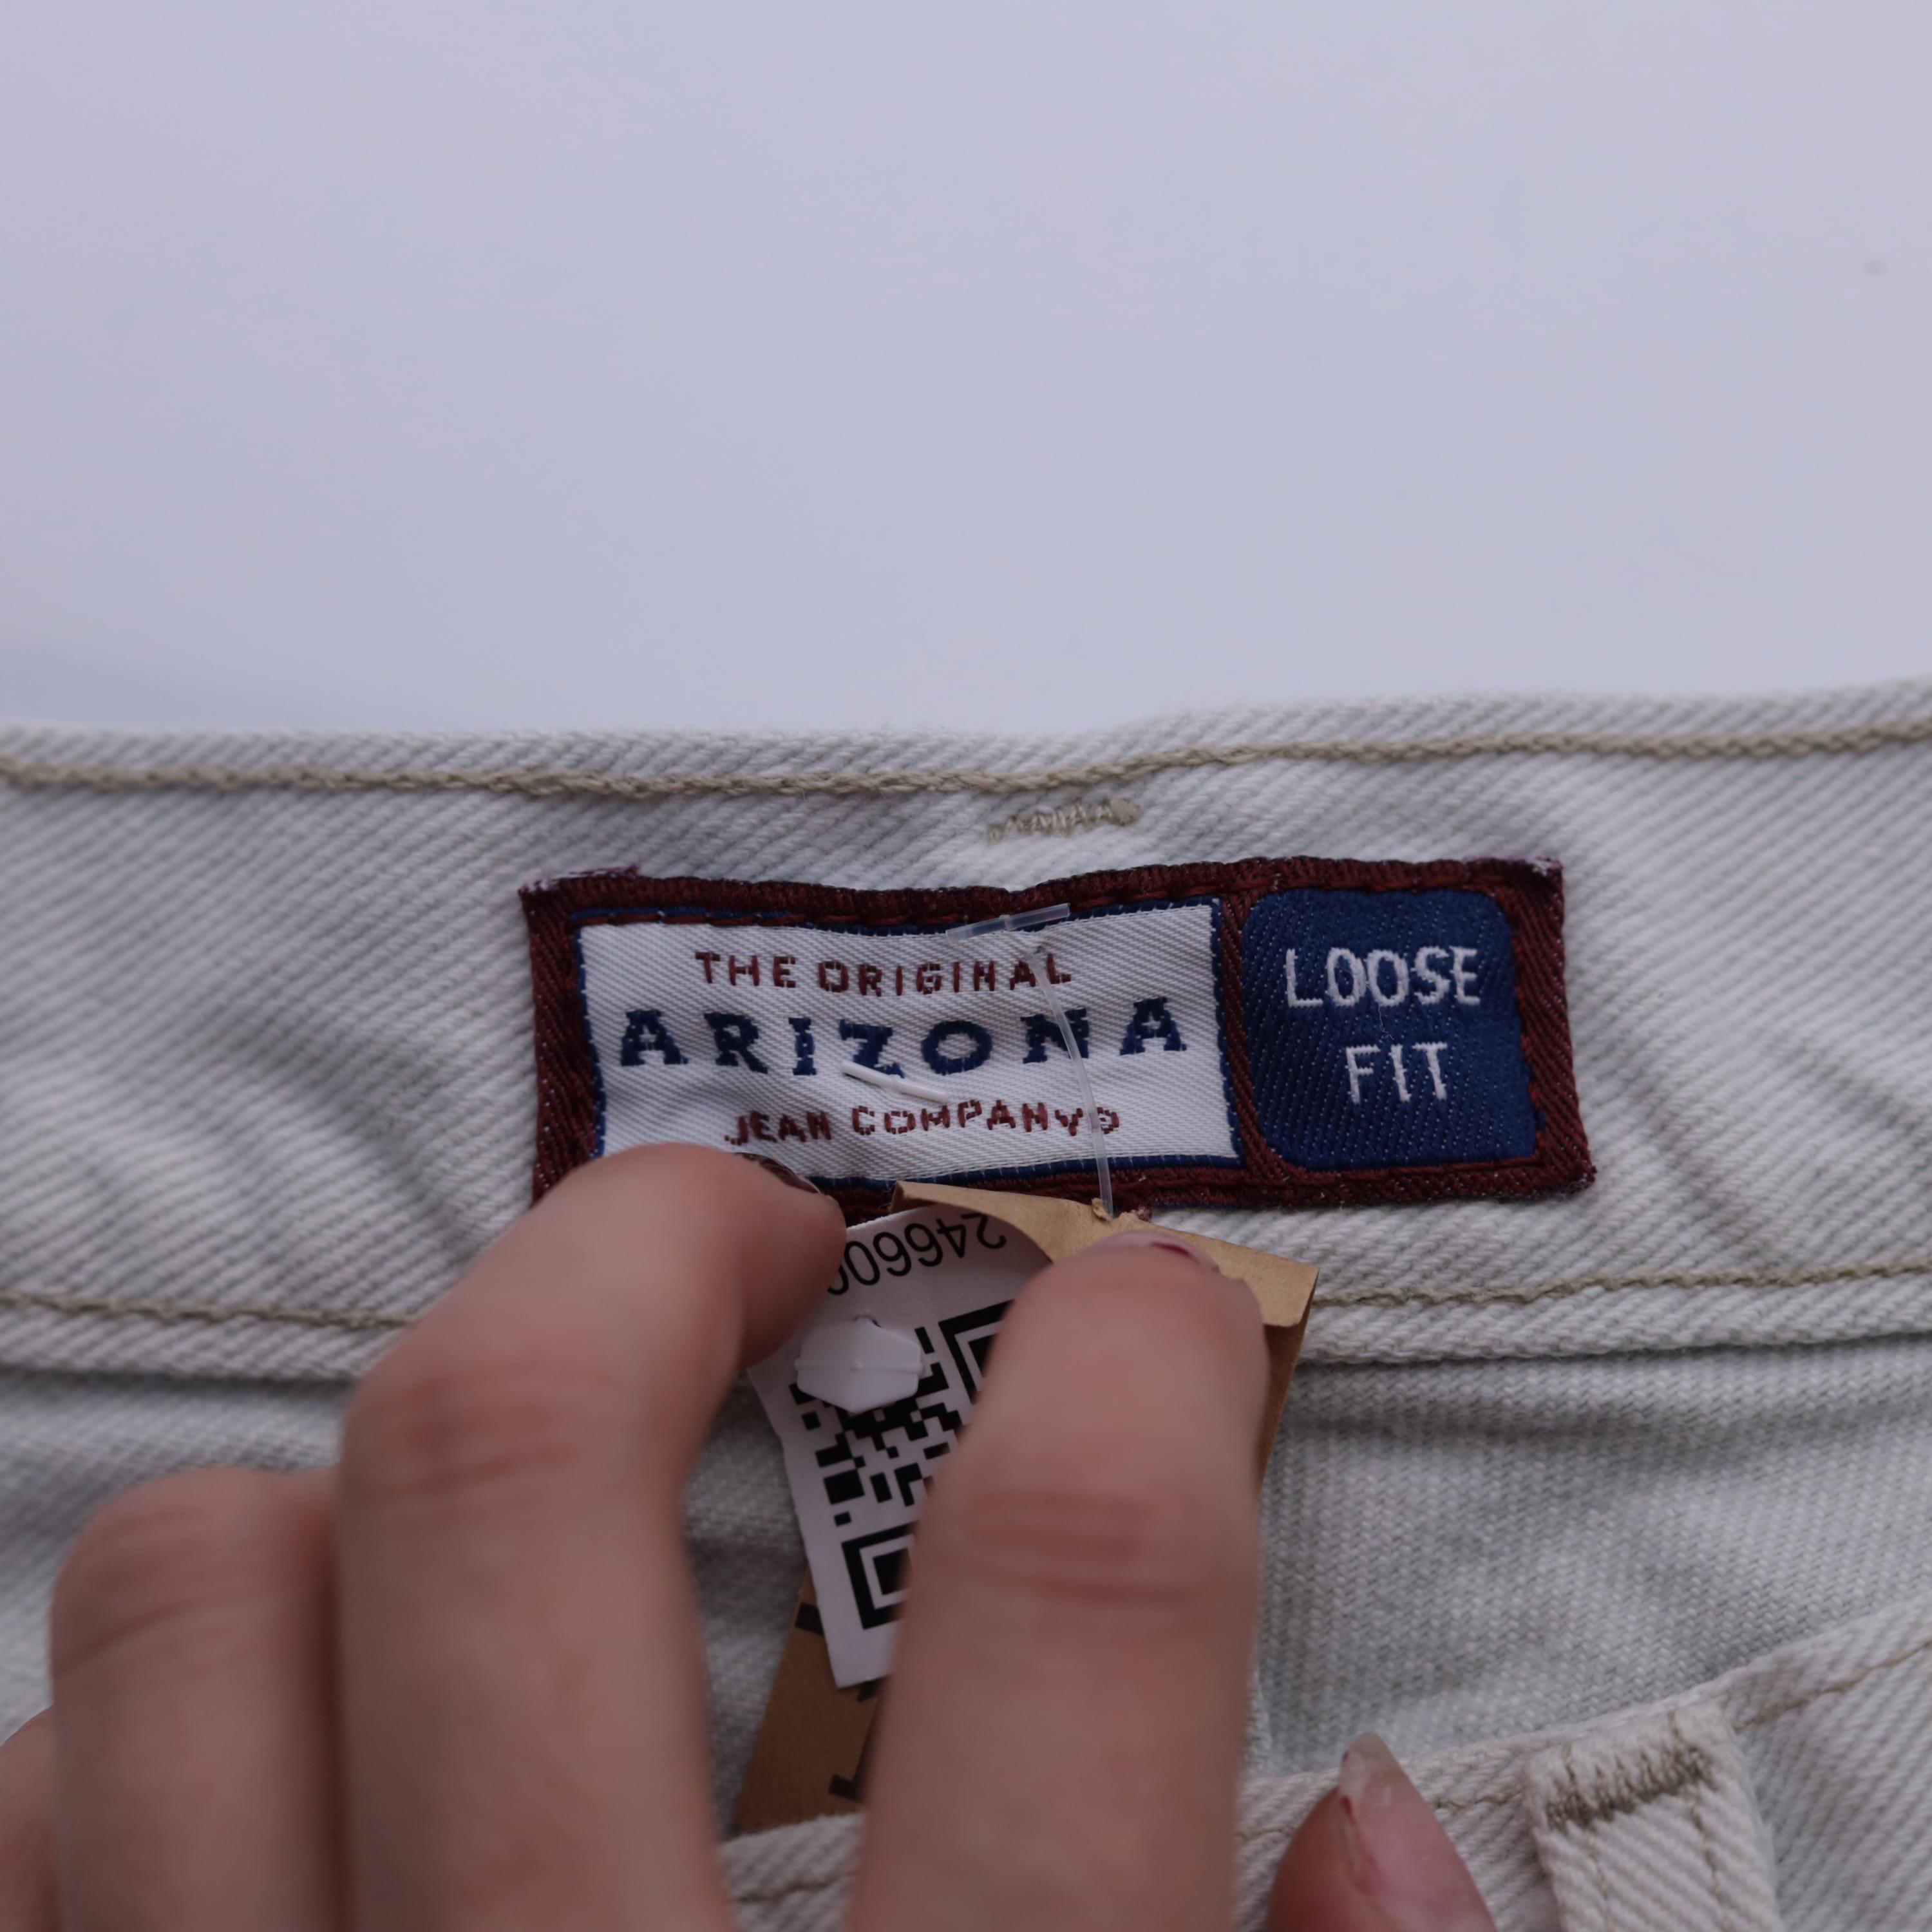 THE ORIGINAL
ARIZONA
JEAN COMPANY®
LOOSE
FIT
24660